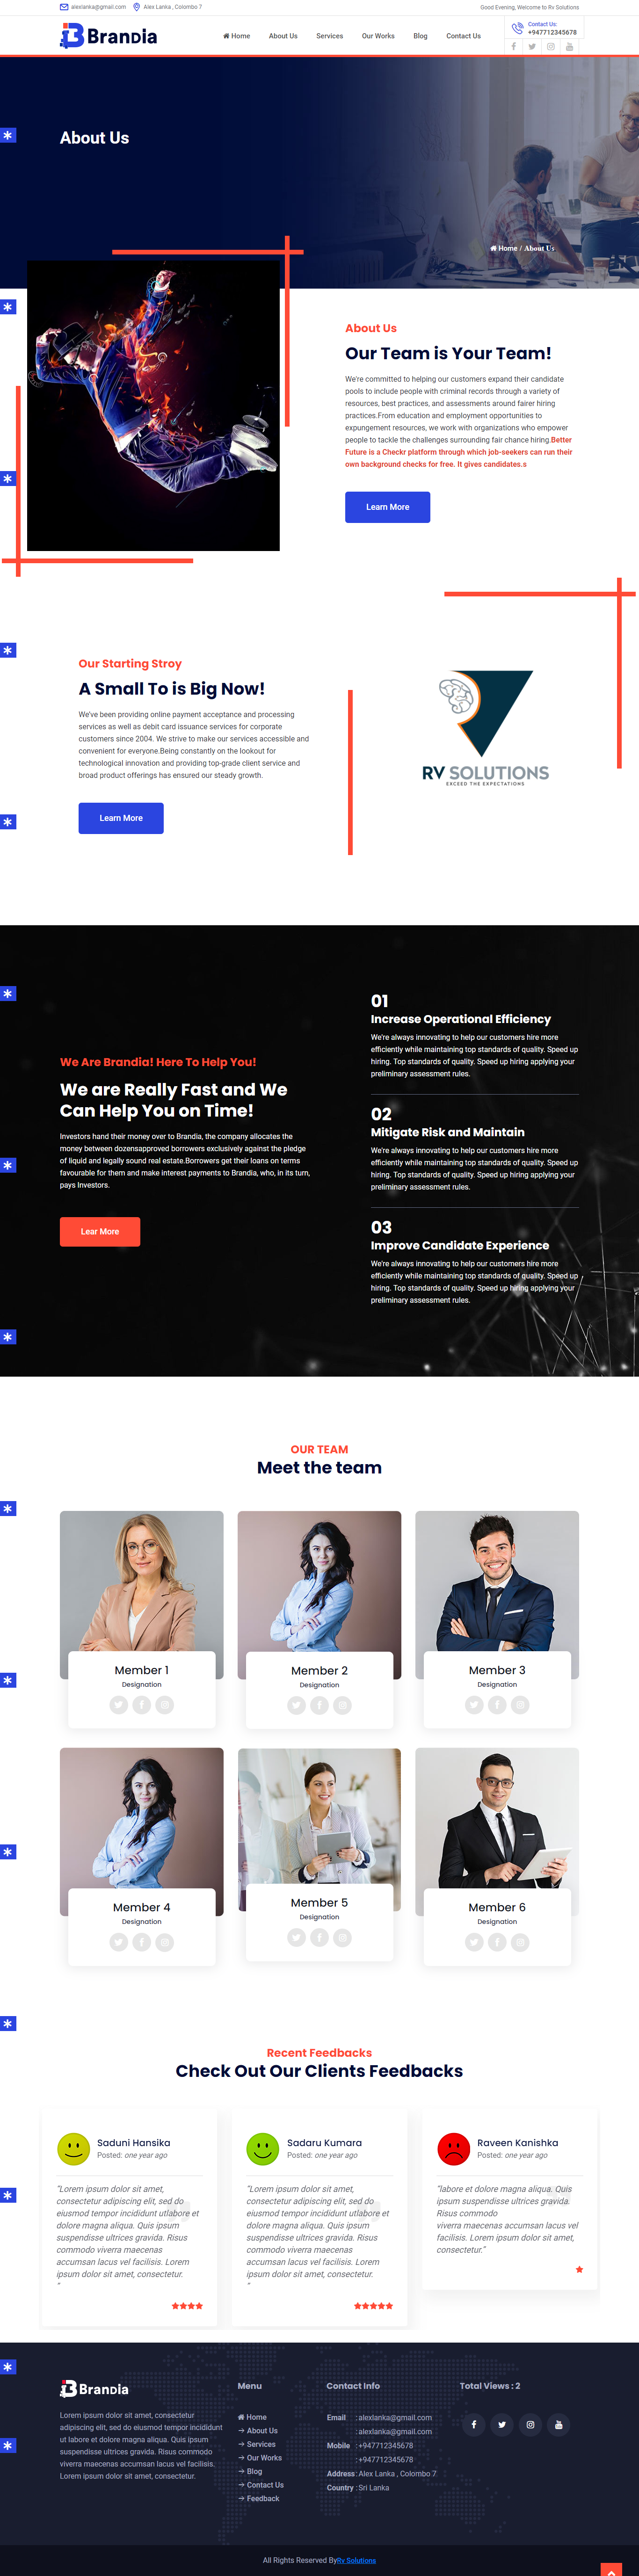 alexlanka@gmail.com Alex Lanka , Colombo 7 Good Evening, Welcome to Rv Solutions
Brandia
Home About Us Services Our Works Blog Contact Us
Contact Us:
+947712345678
About Us
Home / About Us
About Us
Our Team is Your Team!
We're committed to helping our customers expand their candidate
pools to include people with criminal records through a variety of
resources, best practices, and assessments around fairer hiring
practices.From education and employment opportunities to
expungement resources, we work with organizations who empower
people to tackle the challenges surrounding fair chance hiring.Better
Future is a Checkr platform through which job-seekers can run their
own background checks for free. It gives candidates.s
Learn More
Our Starting Stroy
A Small To is Big Now!
We've been providing online payment acceptance and processing
services as well as debit card issuance services for corporate
customers since 2004. We strive to make our services accessible and
convenient for everyone.Being constantly on the lookout for
technological innovation and providing top-grade client service and
broad product offerings has ensured our steady growth.
Learn More
RV SOLUTIONS
EXCEED THE EXPECTATIONS
We Are Brandia! Here To Help You!
We are Really Fast and We
Can Help You on Time!
Investors hand their money over to Brandia, the company allocates the
money between dozensapproved borrowers exclusively against the pledge
of liquid and legally sound real estate.Borrowers get their loans on terms
favourable for them and make interest payments to Brandia, who, in its turn,
pays Investors.
Lear More
01
Increase Operational Efficiency
We're always innovating to help our customers hire more
efficiently while maintaining top standards of quality. Speed up
hiring. Top standards of quality. Speed up hiring applying your
preliminary assessment rules.
02
Mitigate Risk and Maintain
We're always innovating to help our customers hire more
efficiently while maintaining top standards of quality. Speed up
hiring. Top standards of quality. Speed up hiring applying your
preliminary assessment rules.
03
Improve Candidate Experience
We're always innovating to help our customers hire more
efficiently while maintaining top standards of quality. Speed up
hiring. Top standards of quality. Speed up hiring applying your
preliminary assessment rules.
OUR TEAM
Meet the team
Member 1
Designation
Member 2
Designation
Member 3
Designation
Member 4
Designation
Member 5
Designation
Member 6
Designation
Recent Feedbacks
Check Out Our Clients Feedbacks
Saduni Hansika
Posted: one year ago
"Lorem ipsum dolor sit amet,
consectetur adipiscing elit, sed do
eiusmod tempor incididunt utlabore et
dolore magna aliqua. Quis ipsum
suspendisse ultrices gravida. Risus
commodo viverra maecenas
accumsan lacus vel facilisis. Lorem
ipsum dolor sit amet, consectetur.
"
Sadaru Kumara
Posted: one year ago
"Lorem ipsum dolor sit amet,
consectetur adipiscing elit, sed do
eiusmod tempor incididunt utlabore et
dolore magna aliqua. Quis ipsum
suspendisse ultrices gravida. Risus
commodo viverra maecenas
accumsan lacus vel facilisis. Lorem
ipsum dolor sit amet, consectetur.
"
Raveen Kanishka
Posted: one year ago
"labore et dolore magna aliqua. Quis
ipsum suspendisse ultrices gravida.
Risus commodo
viverra maecenas accumsan lacus vel
facilisis. Lorem ipsum dolor sit amet,
consectetur."
Brandia
Lorem ipsum dolor sit amet, consectetur
adipiscing elit, sed do eiusmod tempor incididunt
ut labore et dolore magna aliqua. Quis ipsum
suspendisse ultrices gravida. Risus commodo
viverra maecenas accumsan lacus vel facilisis.
Lorem ipsum dolor sit amet, consectetur.
Menu
Home
About Us
Services
Our Works
Blog
Contact Us
Feedback
Contact Info
Email : alexlanka@gmail.com
: alexlanka@gmail.com
Mobile : +947712345678
: +947712345678
Address : Alex Lanka , Colombo 7
Country : Sri Lanka
Total Views : 2
All Rights Reserved ByRv Solutions